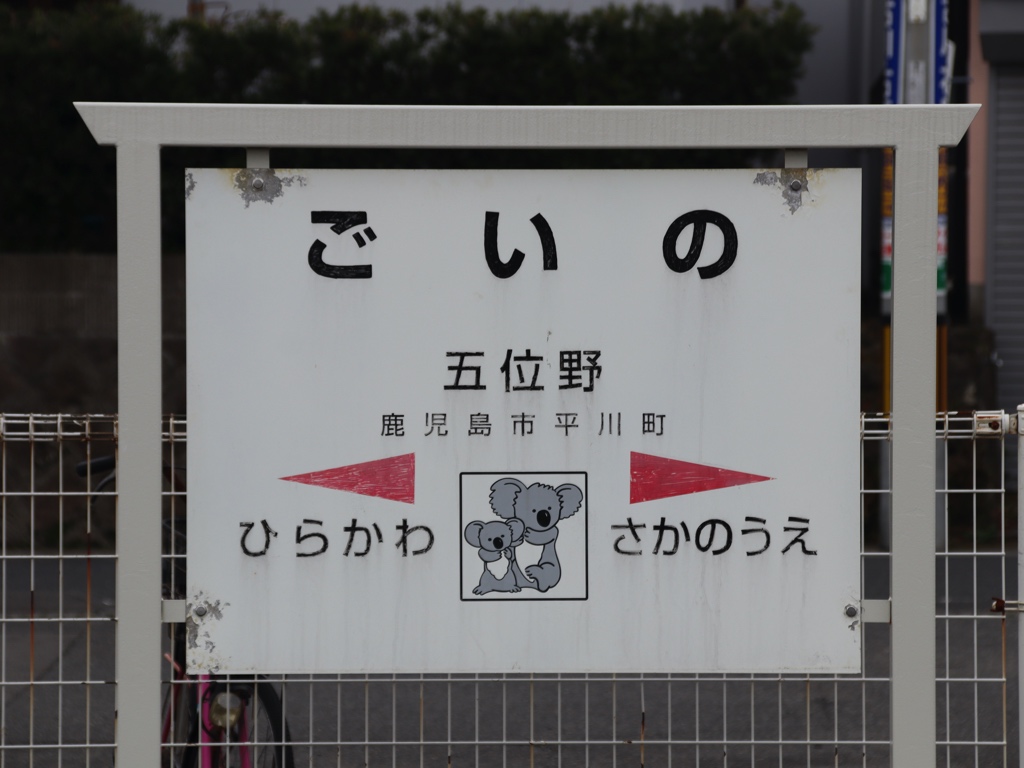 ごいの
五位野
鹿児島市平川町
ひらかわ
さかのうえ